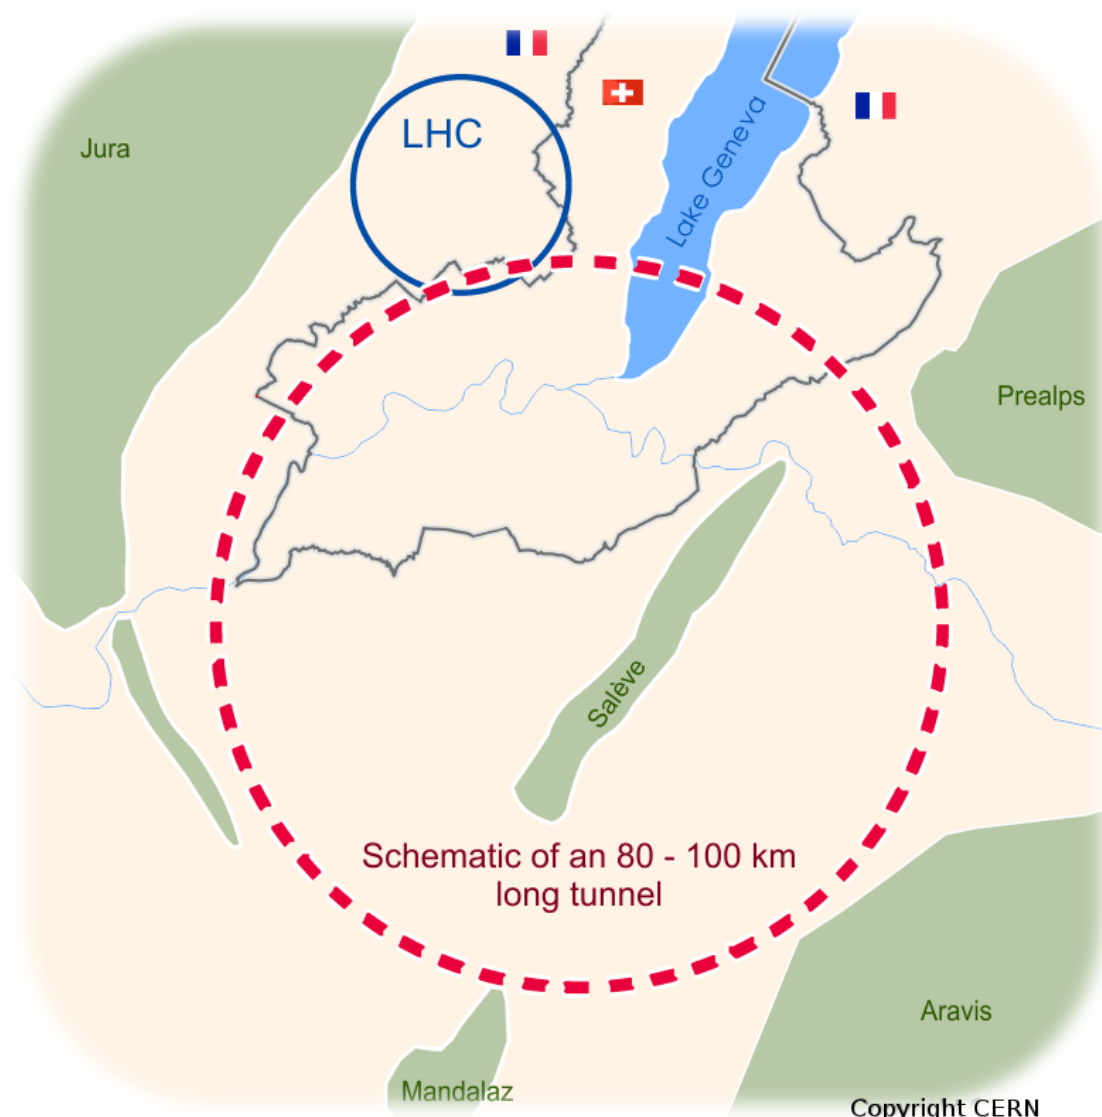 LHC
Jura
Lake Geneva
Prealps
Salève
Schematic of an 80 - 100 km
long tunnel
Aravis
Mandalaz
Copyright CERN